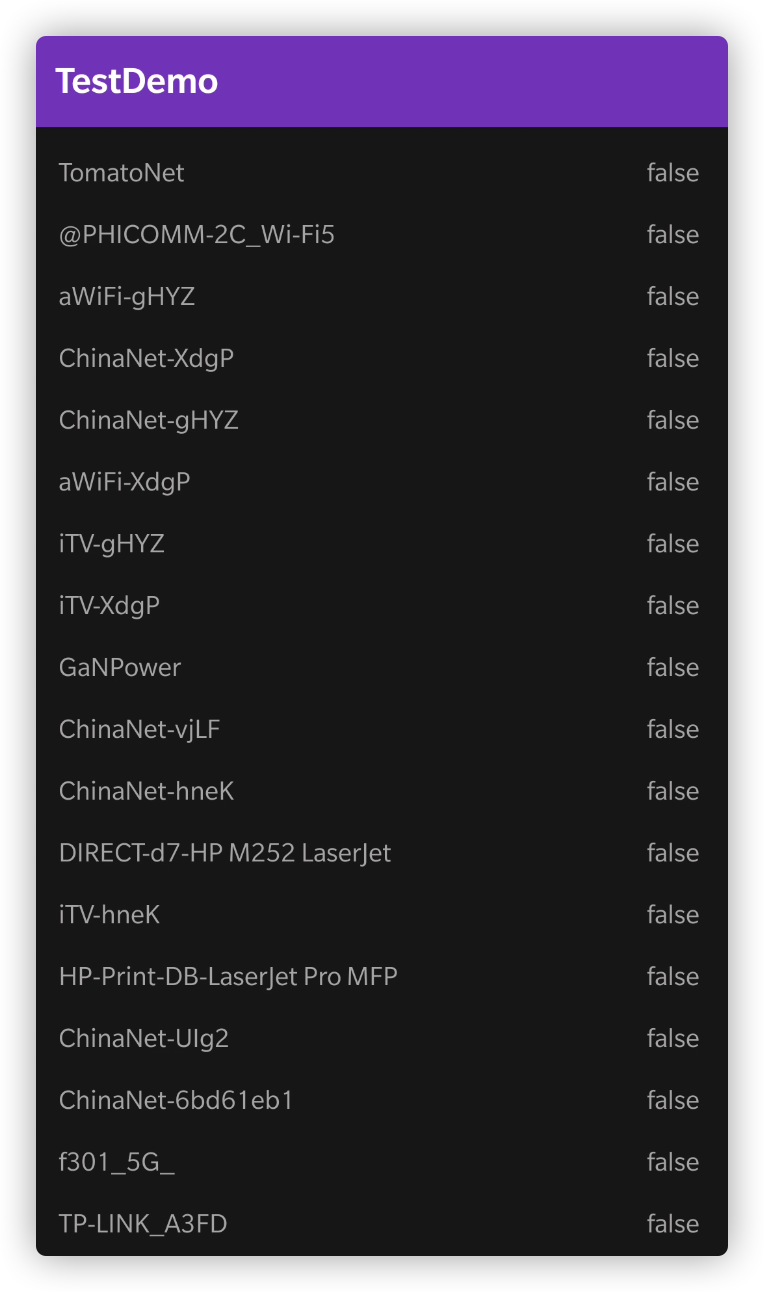 TestDemo
TomatoNet false
@PHICOMM-2C_Wi-Fi5 false
aWiFi-gHYZ false
ChinaNet-XdgP false
ChinaNet-gHYZ false
aWiFi-XdgP false
iTV-gHYZ false
iTV-XdgP false
GaNPower false
ChinaNet-vjLF false
ChinaNet-hneK false
DIRECT-d7-HP M252 LaserJet false
iTV-hneK false
HP-Print-DB-LaserJet Pro MFP false
ChinaNet-UIg2 false
ChinaNet-6bd61eb1 false
f301_5G_ false
TP-LINK_A3FD false